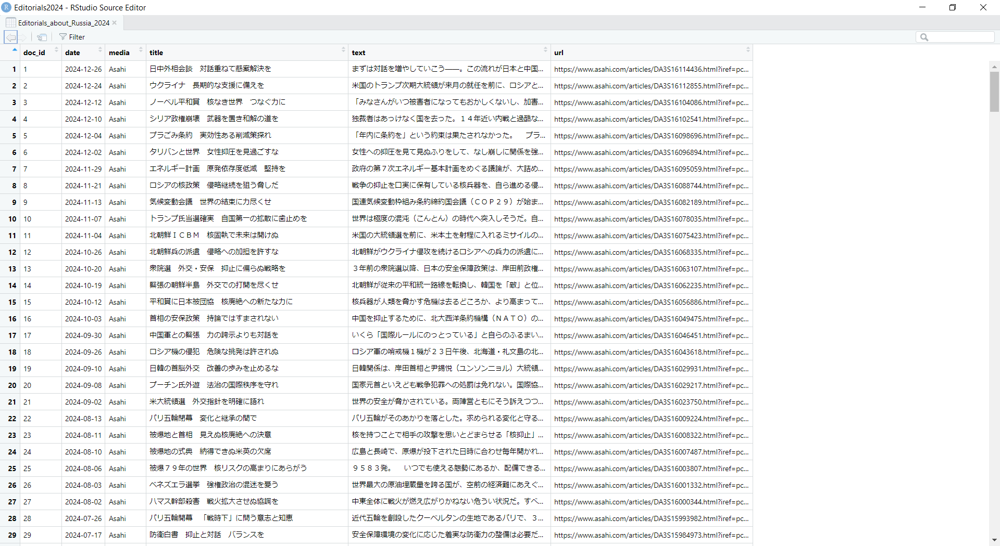 Editorials2024 - RStudio Source Editor
Editorials_about_Russia_2024
Filter
doc_id date media title text url
1 1 2024-12-26 Asahi 日中外相会談　対話重ねて懸案解決を まずは対話を増やしていこう――。この流れが日本と中国... https://www.asahi.com/articles/DA3S16114436.html?iref=pc...
2 2 2024-12-24 Asahi ウクライナ　長期的な支援に備えを 米国のトランプ次期大統領が来月の就任を前に、ロシアと... https://www.asahi.com/articles/DA3S16112855.html?iref=pc...
3 3 2024-12-12 Asahi ノーベル平和賞　核なき世界　つなぐ力に 「みなさんがいつ被害者になってもおかしくないし、加害... https://www.asahi.com/articles/DA3S16104086.html?iref=pc...
4 4 2024-12-10 Asahi シリア政権崩壊　武器を置き和解の道を 独裁者はあっけなく国を去った。１４年近い内戦と過酷な... https://www.asahi.com/articles/DA3S16102541.html?iref=pc...
5 5 2024-12-04 Asahi プラごみ条約　実効性ある削減策探れ 「年内に条約を」という約束は果たされなかった。　プラ... https://www.asahi.com/articles/DA3S16098696.html?iref=pc...
6 6 2024-12-02 Asahi タリバンと世界　女性抑圧を見過ごすな 女性への抑圧を見て見ぬふりをして、なし崩しに関係を強... https://www.asahi.com/articles/DA3S16096894.html?iref=pc...
7 7 2024-11-29 Asahi エネルギー計画　原発依存度低減　堅持を 政府の第７次エネルギー基本計画をめぐる議論が、大詰め... https://www.asahi.com/articles/DA3S16095059.html?iref=pc...
8 8 2024-11-21 Asahi ロシアの核政策　侵略継続を狙う脅しだ 戦争の抑止を口実に保有している核兵器を、自ら進める侵... https://www.asahi.com/articles/DA3S16088744.html?iref=pc...
9 9 2024-11-13 Asahi 気候変動会議　世界の結束に力尽くせ 国連気候変動枠組み条約締約国会議（ＣＯＰ２９）が始ま... https://www.asahi.com/articles/DA3S16082189.html?iref=pc...
10 10 2024-11-07 Asahi トランプ氏当選確実　自国第一の拡散に歯止めを 世界は極度の混沌（こんとん）の時代へ突入しそうだ。自... https://www.asahi.com/articles/DA3S16078035.html?iref=pc...
11 11 2024-11-04 Asahi 北朝鮮ＩＣＢＭ　核固執で未来は開けぬ 米国の大統領選を前に、米本土を射程に入れるミサイルの... https://www.asahi.com/articles/DA3S16075423.html?iref=pc...
12 12 2024-10-26 Asahi 北朝鮮兵の派遣　侵略への加担を許すな 北朝鮮がウクライナ侵攻を続けるロシアへの兵力の派遣に... https://www.asahi.com/articles/DA3S16068335.html?iref=pc...
13 13 2024-10-20 Asahi 衆院選　外交・安保　抑止に偏らぬ戦略を ３年前の衆院選以降、日本の安全保障政策は、岸田前政権... https://www.asahi.com/articles/DA3S16063107.html?iref=pc...
14 14 2024-10-19 Asahi 緊張の朝鮮半島　外交での打開を尽くせ 北朝鮮が従来の平和統一路線を転換し、韓国を「敵」と位... https://www.asahi.com/articles/DA3S16062235.html?iref=pc...
15 15 2024-10-12 Asahi 平和賞に日本被団協　核廃絶への新たな力に 核兵器が人類を脅かす危機は去るどころか、より高まって... https://www.asahi.com/articles/DA3S16056886.html?iref=pc...
16 16 2024-10-03 Asahi 首相の安保政策　持論ではすまされない 中国を抑止するために、北大西洋条約機構（ＮＡＴＯ）の... https://www.asahi.com/articles/DA3S16049475.html?iref=pc...
17 17 2024-09-30 Asahi 中国軍との緊張　力の誇示よりも対話を いくら「国際ルールにのっとっている」と自らのふるまい... https://www.asahi.com/articles/DA3S16046451.html?iref=pc...
18 18 2024-09-26 Asahi ロシア機の侵犯　危険な挑発は許されぬ ロシア軍の哨戒機１機が２３日午後、北海道・礼文島の北... https://www.asahi.com/articles/DA3S16043618.html?iref=pc...
19 19 2024-09-10 Asahi 日韓の首脳外交　改善の歩みを止めるな 日韓関係は、岸田首相と尹錫悦（ユンソンニョル）大統領... https://www.asahi.com/articles/DA3S16029931.html?iref=pc...
20 20 2024-09-08 Asahi プーチン氏外遊　法治の国際秩序を守れ 国家元首といえども戦争犯罪への処罰は免れない。国際協... https://www.asahi.com/articles/DA3S16029217.html?iref=pc...
21 21 2024-09-02 Asahi 米大統領選　外交指針を明確に語れ 世界の安全が脅かされている。両陣営ともにそう訴えつつ... https://www.asahi.com/articles/DA3S16023750.html?iref=pc...
22 22 2024-08-13 Asahi パリ五輪閉幕　変化と継承の間で パリ五輪がそのあかりを落とした。求められる変化と守る... https://www.asahi.com/articles/DA3S16009224.html?iref=pc...
23 23 2024-08-11 Asahi 被爆地と首相　見えぬ核廃絶への決意 核を持つことで相手の攻撃を思いとどまらせる「核抑止」... https://www.asahi.com/articles/DA3S16008322.html?iref=pc...
24 24 2024-08-10 Asahi 被爆地の式典　納得できぬ米英の欠席 広島と長崎で、原爆が投下された日時に合わせ毎年開かれ... https://www.asahi.com/articles/DA3S16007487.html?iref=pc...
25 25 2024-08-06 Asahi 被爆７９年の世界　核リスクの高まりにあらがう ９５８３発。　いつでも使える態勢にあるか、配備できる... https://www.asahi.com/articles/DA3S16003807.html?iref=pc...
26 26 2024-08-03 Asahi ベネズエラ選挙　強権政治の混迷を憂う 世界最大の原油埋蔵量を誇る国が、空前の経済難にあえぐ... https://www.asahi.com/articles/DA3S16001332.html?iref=pc...
27 27 2024-08-02 Asahi ハマス幹部殺害　戦火拡大させぬ協調を 中東全体に戦火が燃え広がりかねない危うい状況だ。すべ... https://www.asahi.com/articles/DA3S16000344.html?iref=pc...
28 28 2024-07-26 Asahi パリ五輪開幕　「戦時下」に問う意志と知恵 近代五輪を創設したクーベルタンの生地であるパリで、３... https://www.asahi.com/articles/DA3S15993982.html?iref=pc...
29 29 2024-07-17 Asahi 防衛白書　抑止と対話　バランスを 安全保障環境の変化に応じた着実な防衛力の整備は必要だ... https://www.asahi.com/articles/DA3S15984973.html?iref=pc...